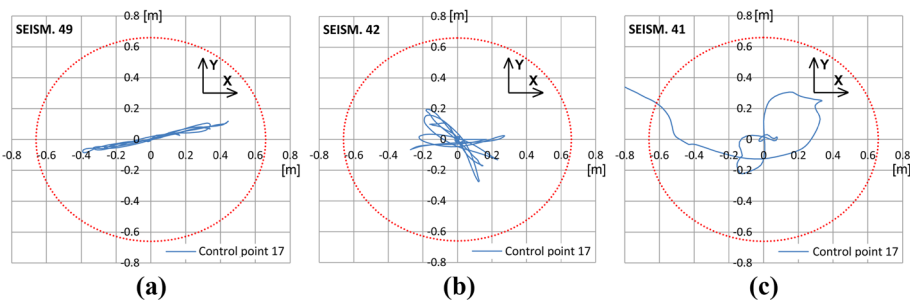 [m] [m] [m]
SEISM. 49 SEISM. 42 SEISM. 41
0.8 0.8 0.8
0.6 0.6 0.6
Y Y Y
0.4 0.4 0.4
X X X
0.2 0.2 0.2
0 0 0
-0.8 -0.6 -0.4 -0.2 0 0.2 0.4 0.6 0.8 -0.8 -0.6 -0.4 -0.2 0 0.2 0.4 0.6 0.8 -0.8 -0.6 -0.4 -0.2 0 0.2 0.4 0.6 0.8
-0.2 -0.2 -0.2
[m] [m] [m]
-0.4 -0.4 -0.4
-0.6 -0.6 -0.6
Control point 17 Control point 17 Control point 17
-0.8 -0.8 -0.8
(a) (b) (c)